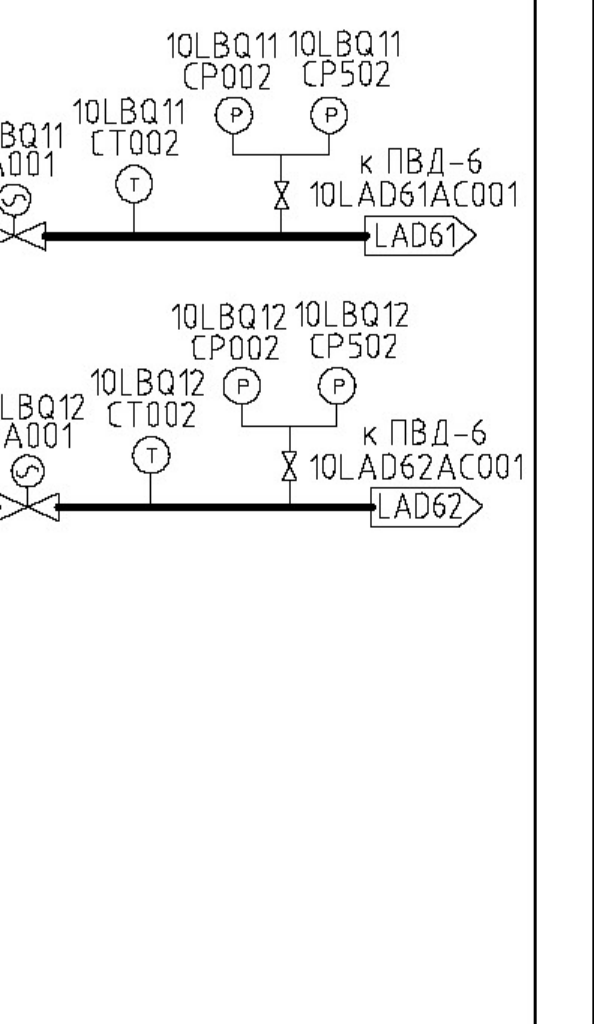 10LBQ11 10LBQ11
CP002 CP502
P P
10LBQ11
CT002
BQ11
A001
S
T
к ПВД-6
10LAD61AC001
LAD61
10LBQ12 10LBQ12
CP002 CP502
P P
10LBQ12
CT002
LBQ12
A001
S
T
к ПВД-6
10LAD62AC001
LAD62